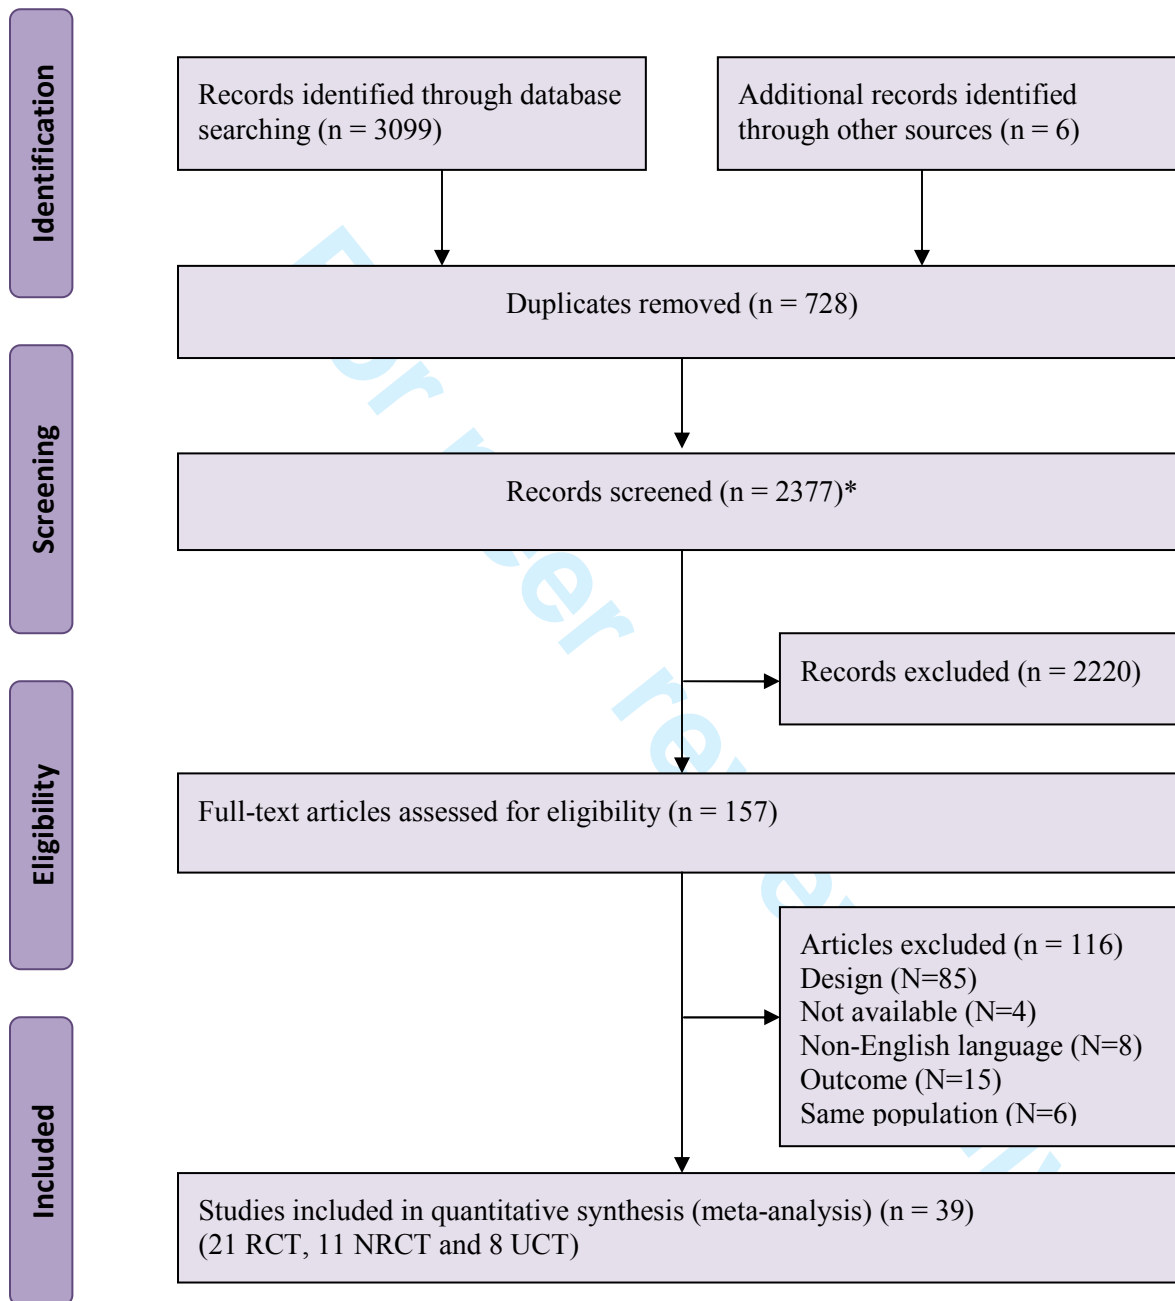 Identification
Records identified through database
searching (n = 3099)
Additional records identified
through other sources (n = 6)
Duplicates removed (n = 728)
Screening
Records screened (n = 2377)*
Records excluded (n = 2220)
Eligibility
Full-text articles assessed for eligibility (n = 157)
Articles excluded (n = 116)
Design (N=85)
Not available (N=4)
Non-English language (N=8)
Outcome (N=15)
Same population (N=6)
Included
Studies included in quantitative synthesis (meta-analysis) (n = 39)
(21 RCT, 11 NRCT and 8 UCT)